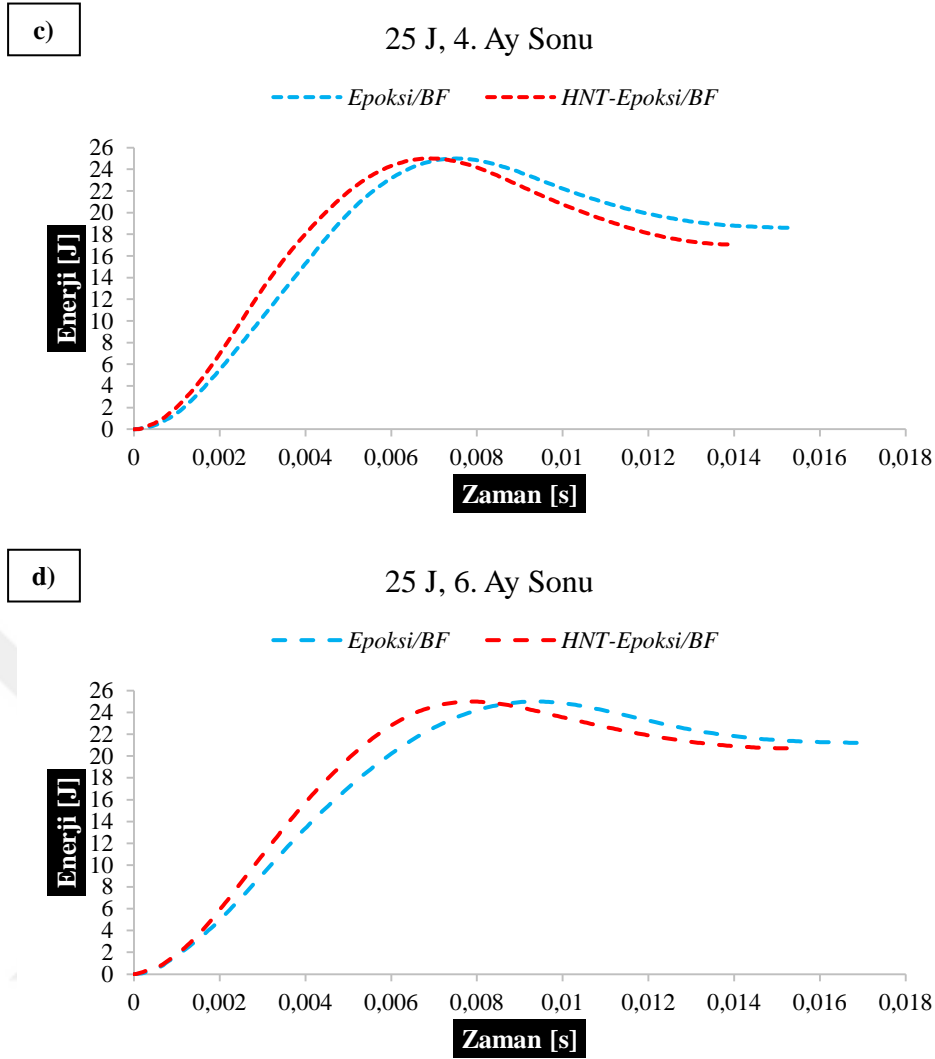 c)
25 J, 4. Ay Sonu
Epoksi/BF HNT-Epoksi/BF
26
24
22
20
18
16
14
12
10
8
6
4
2
0
Enerji [J]
0 0,002 0,004 0,006 0,008 0,01 0,012 0,014 0,016 0,018
Zaman [s]
d)
25 J, 6. Ay Sonu
Epoksi/BF HNT-Epoksi/BF
26
24
22
20
18
16
14
12
10
8
6
4
2
0
Enerji [J]
0 0,002 0,004 0,006 0,008 0,01 0,012 0,014 0,016 0,018
Zaman [s]